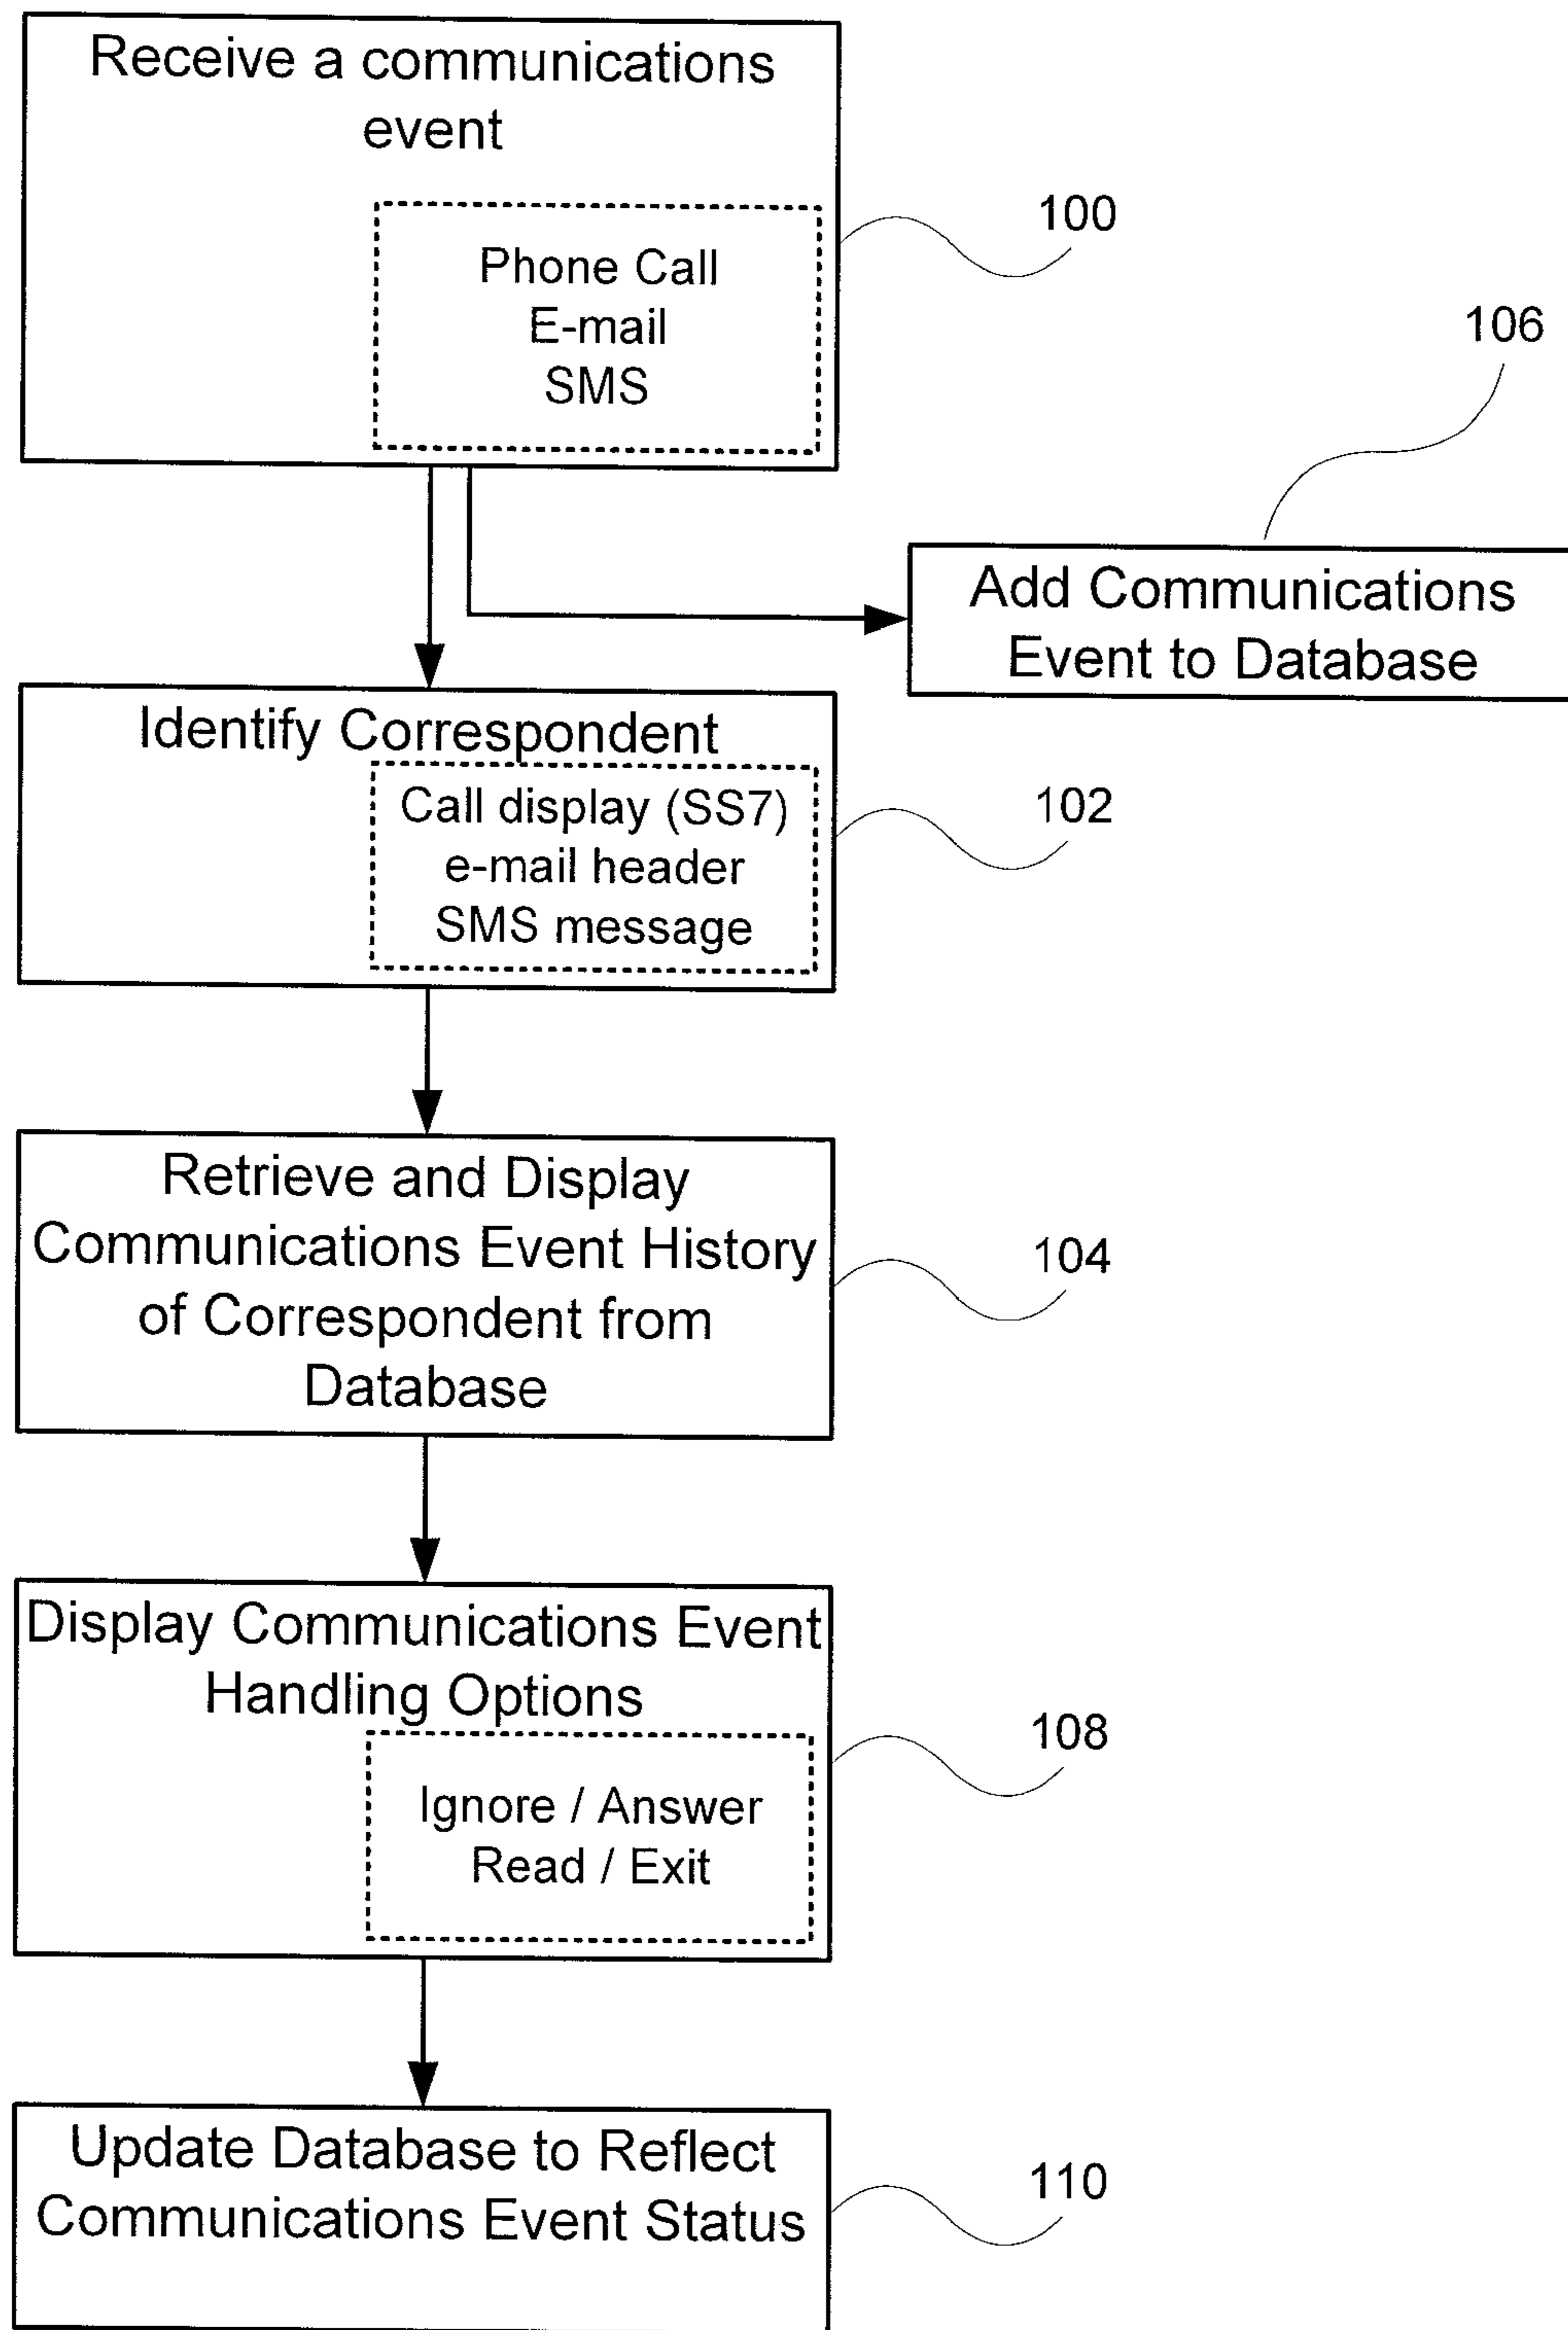 Receive a communications
event
Phone Call
E-mail
SMS
100
106
Add Communications
Event to Database
Identify Correspondent
Call display (SS7)
e-mail header
SMS message
102
Retrieve and Display
Communications Event History
of Correspondent from
Database
104
Display Communications Event
Handling Options
Ignore / Answer
Read / Exit
108
Update Database to Reflect
Communications Event Status
110